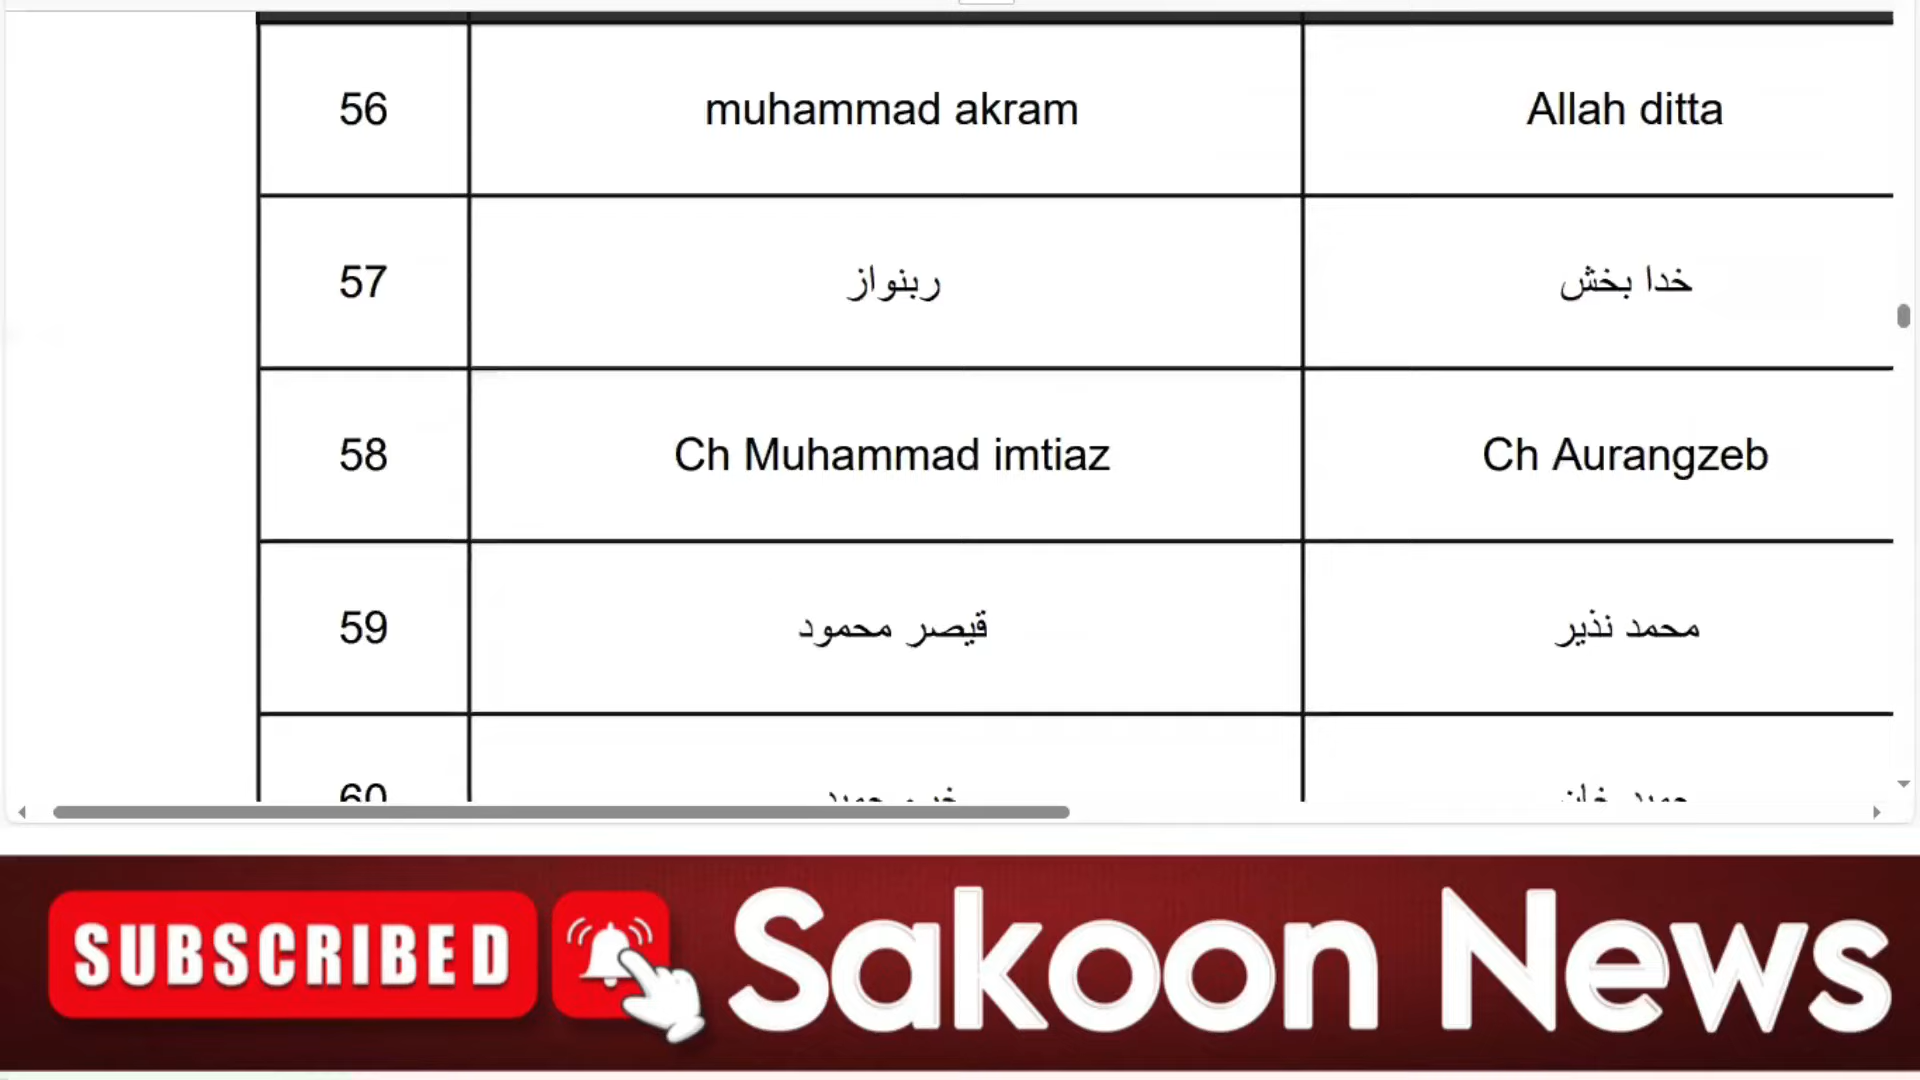 56 muhammad akram Allah ditta
57 ربنواز خدا بخش
58 Ch Muhammad imtiaz Ch Aurangzeb
59 قیصر محمود محمد نذیر
60
SUBSCRIBED Sakoon News